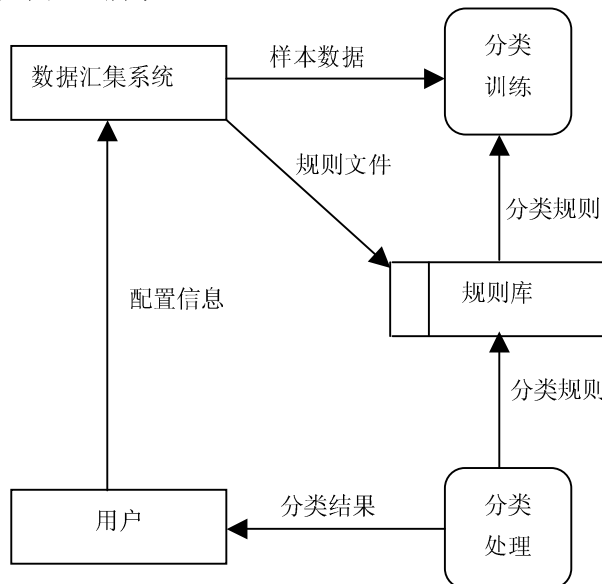 样本数据
分类
训练
数据汇集系统
规则文件
分类规则
配置信息
规则库
分类规则
分类结果
用户
分类
处理